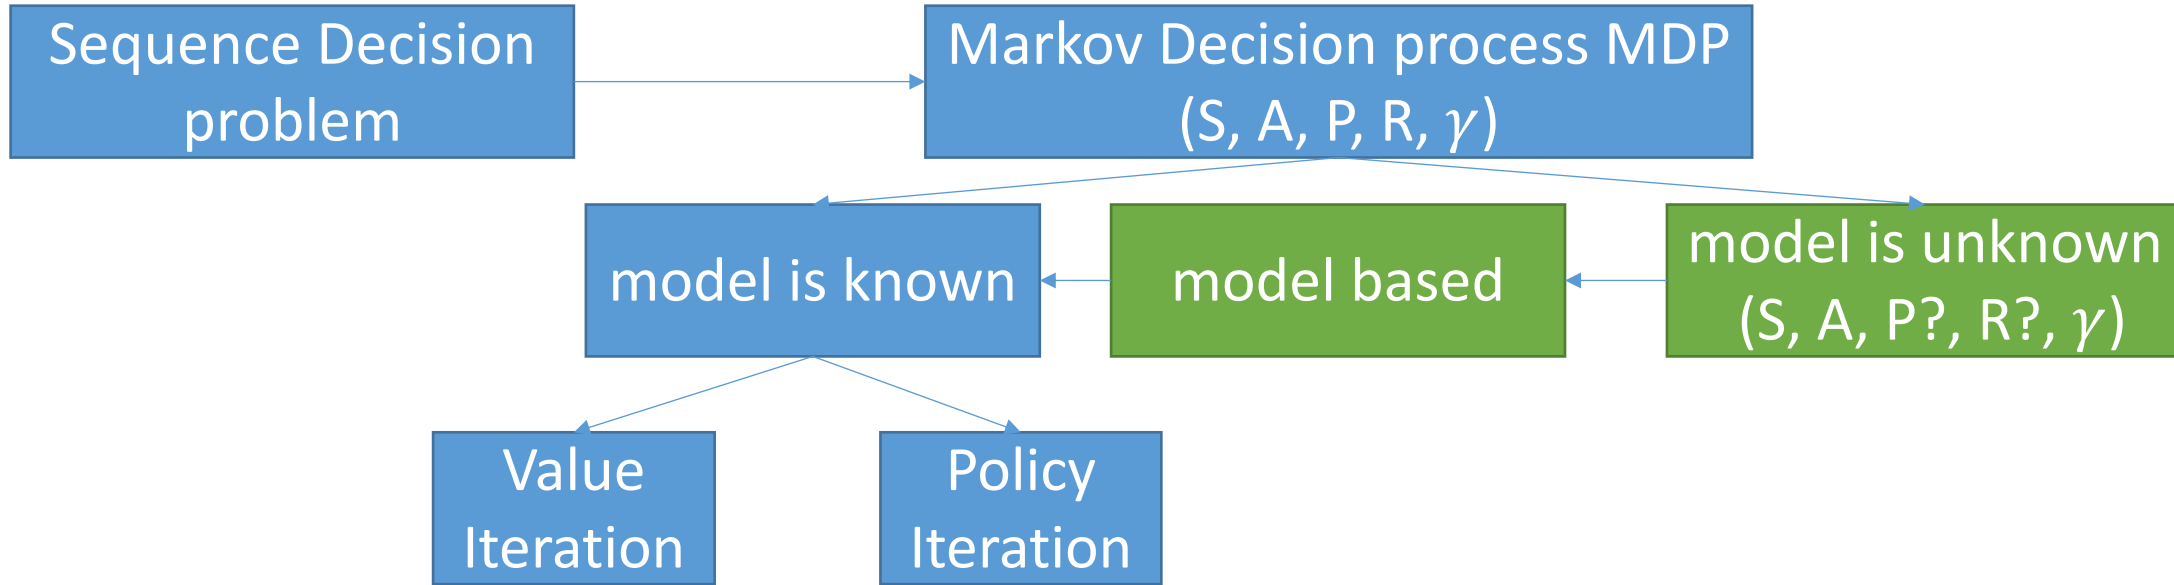 Sequence Decision
problem
Markov Decision process MDP
(S, A, P, R, γ)
model is known
model based
model is unknown
(S, A, P?, R?, γ)
Value
Iteration
Policy
Iteration